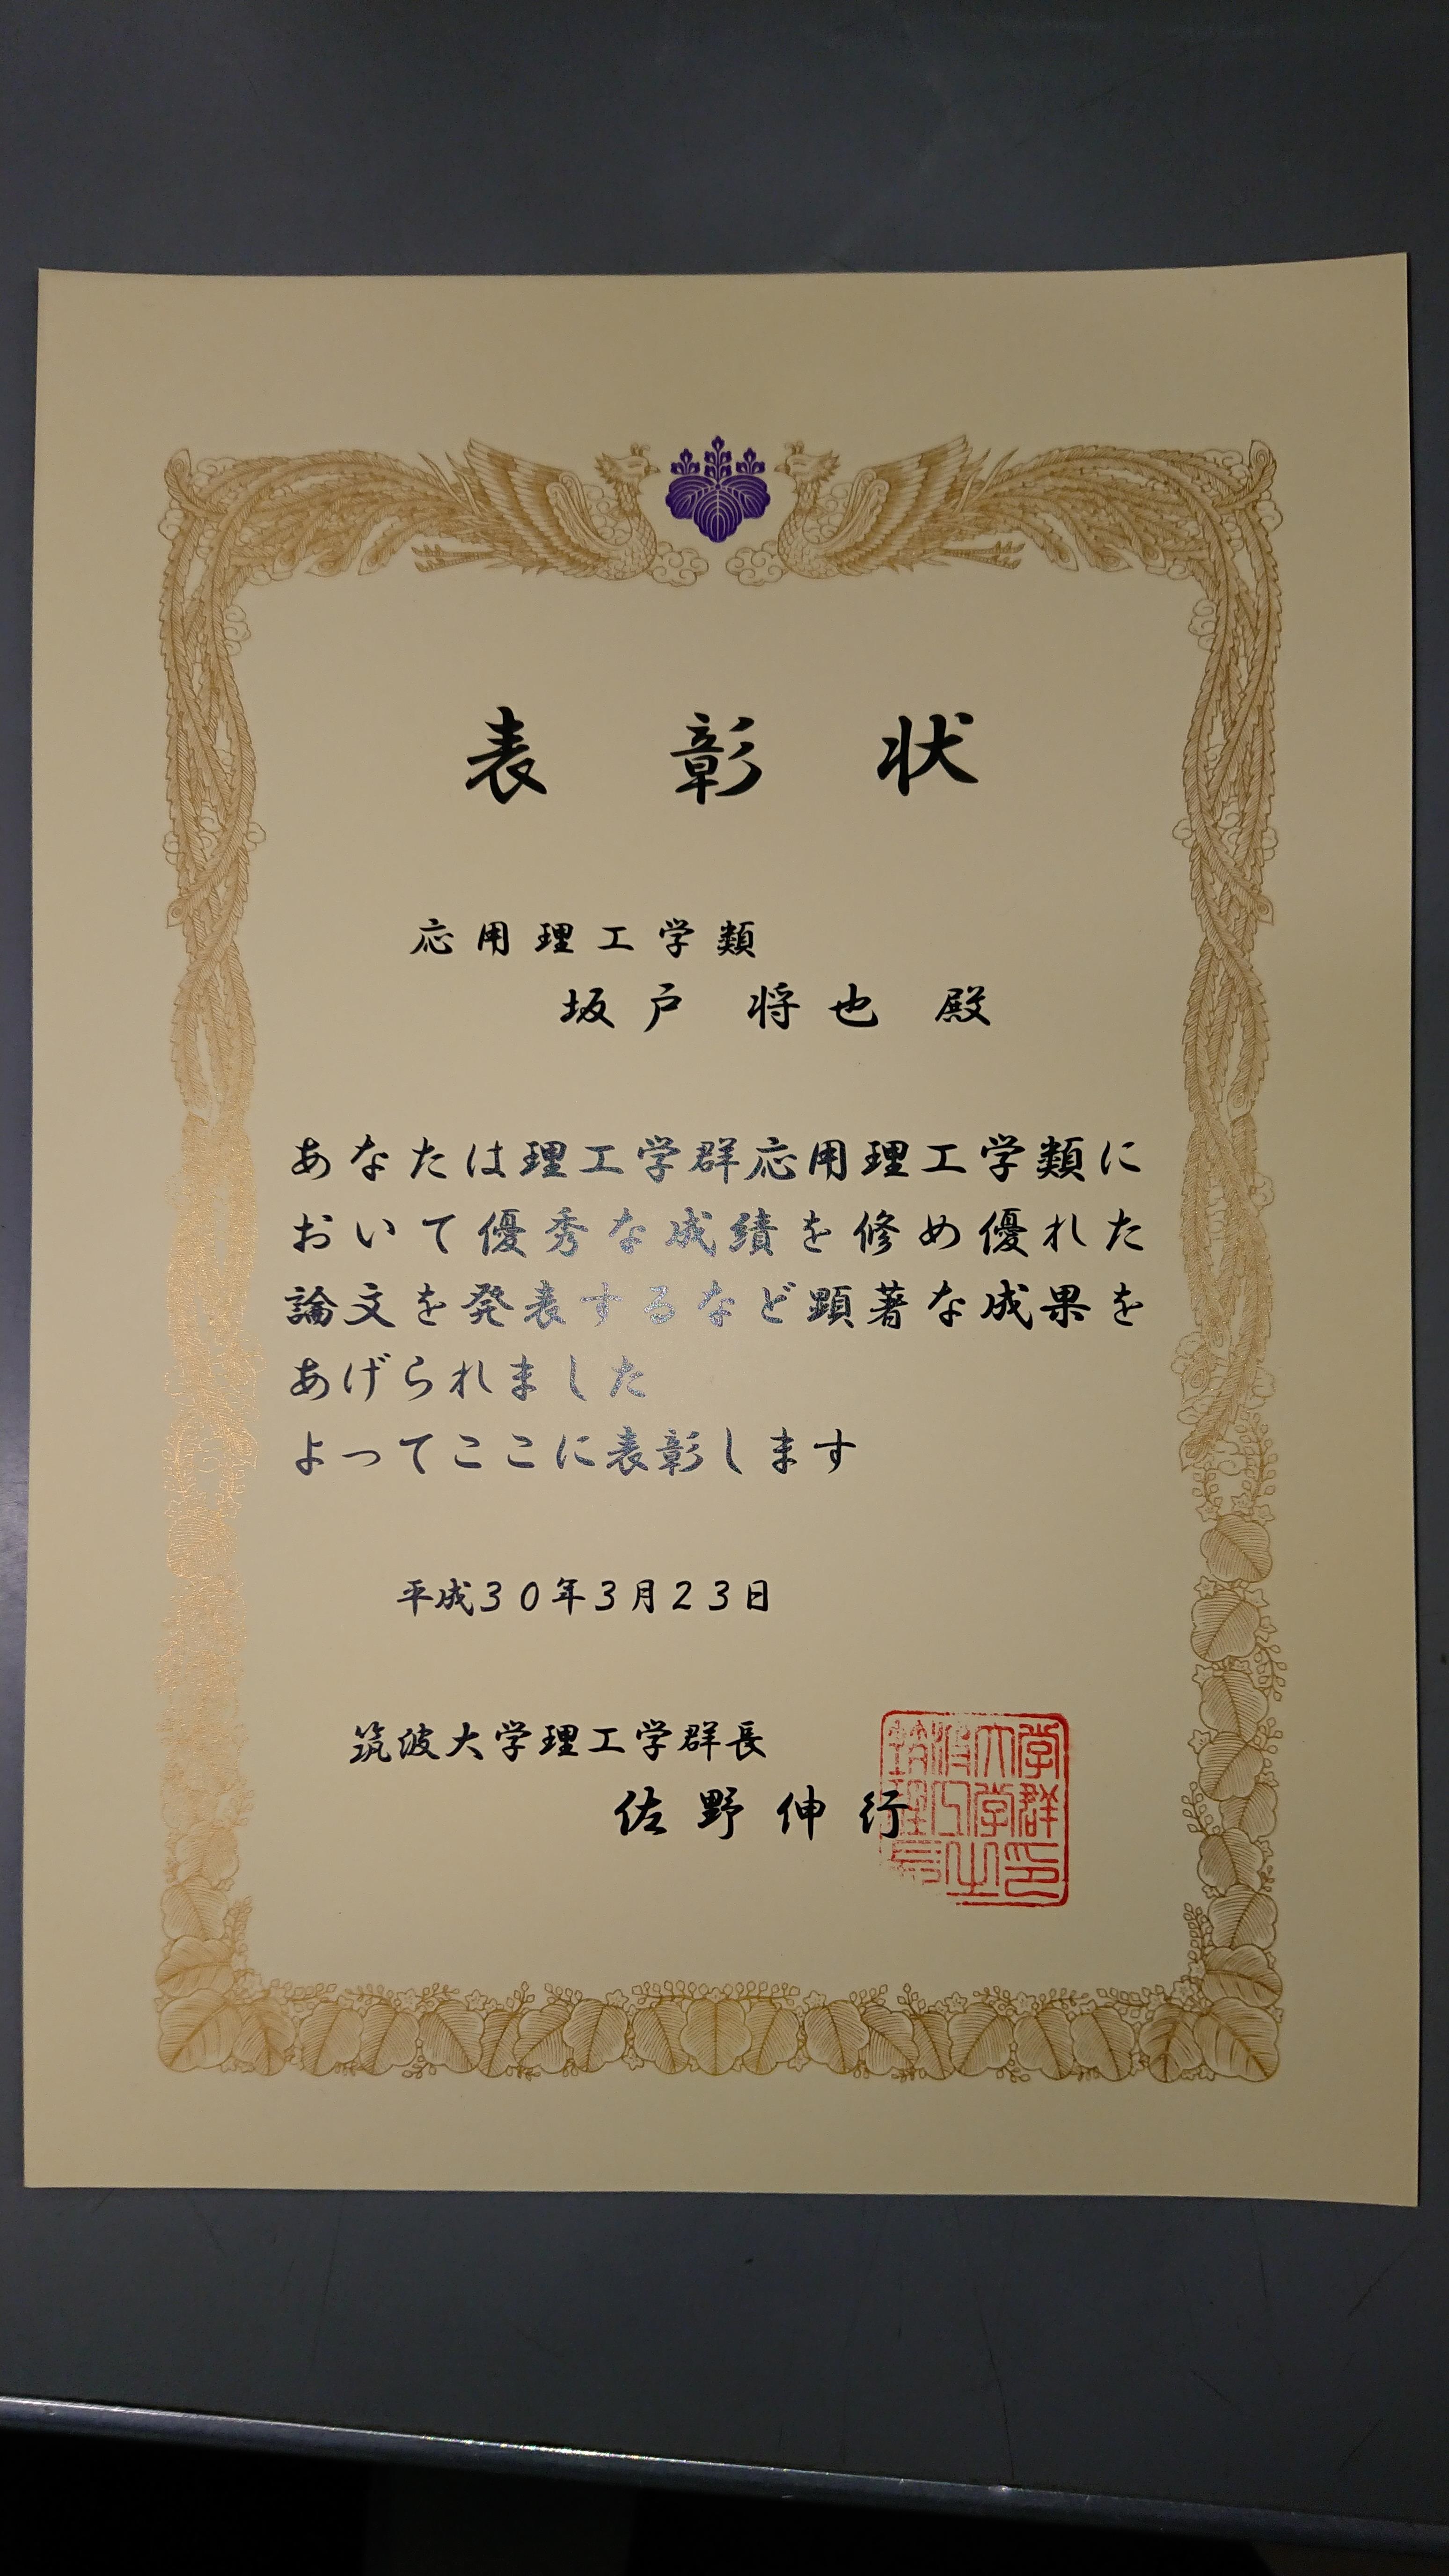 表彰状
応用理工学類
坂戸 将也 殿
あなたは理工学群応用理工学類に
おいて優秀な成績を修め優れた
論文を発表するなど顕著な成果を
あげられました
よってここに表彰します
平成30年3月23日
筑波大学理工学群長
佐野伸行